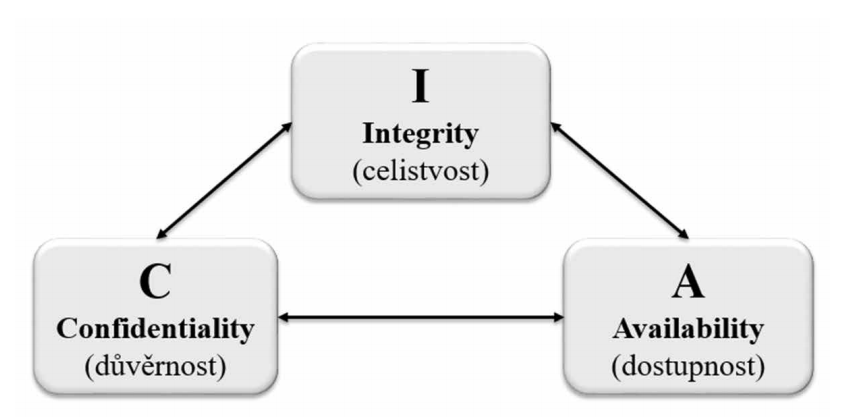 I
Integrity
(celistvost)
C
Confidentiality
(důvěrnost)
A
Availability
(dostupnost)